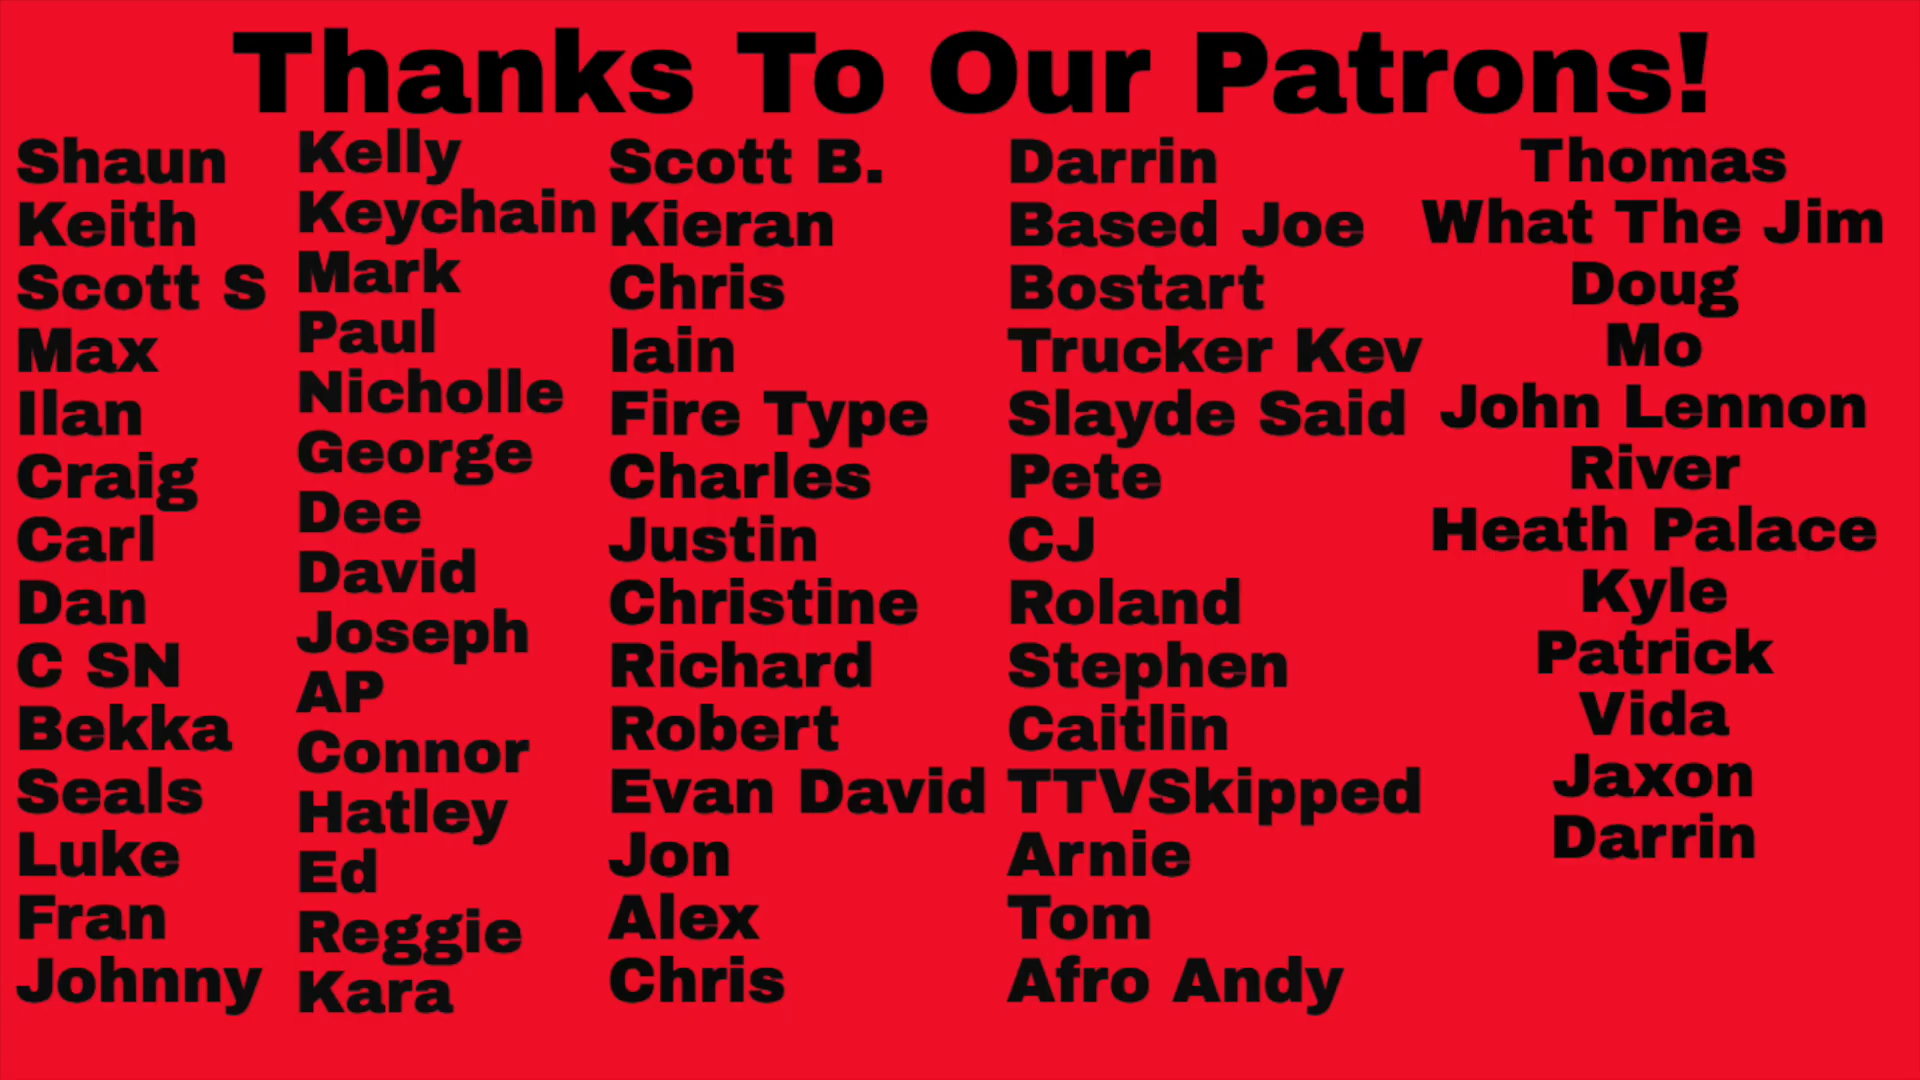 Thanks To Our Patrons!
Shaun
Keith
Scott S
Max
Ilan
Craig
Carl
Dan
C SN
Bekka
Seals
Luke
Fran
Johnny
Kelly
Keychain
Mark
Paul
Nicholle
George
Dee
David
Joseph
AP
Connor
Hatley
Ed
Reggie
Kara
Scott B.
Kieran
Chris
Iain
Fire Type
Charles
Justin
Christine
Richard
Robert
Evan David
Jon
Alex
Chris
Darrin
Based Joe
Bostart
Trucker Kev
Slayde Said
Pete
CJ
Roland
Stephen
Caitlin
TTVSkipped
Arnie
Tom
Afro Andy
Thomas
What The Jim
Doug
Mo
John Lennon
River
Heath Palace
Kyle
Patrick
Vida
Jaxon
Darrin